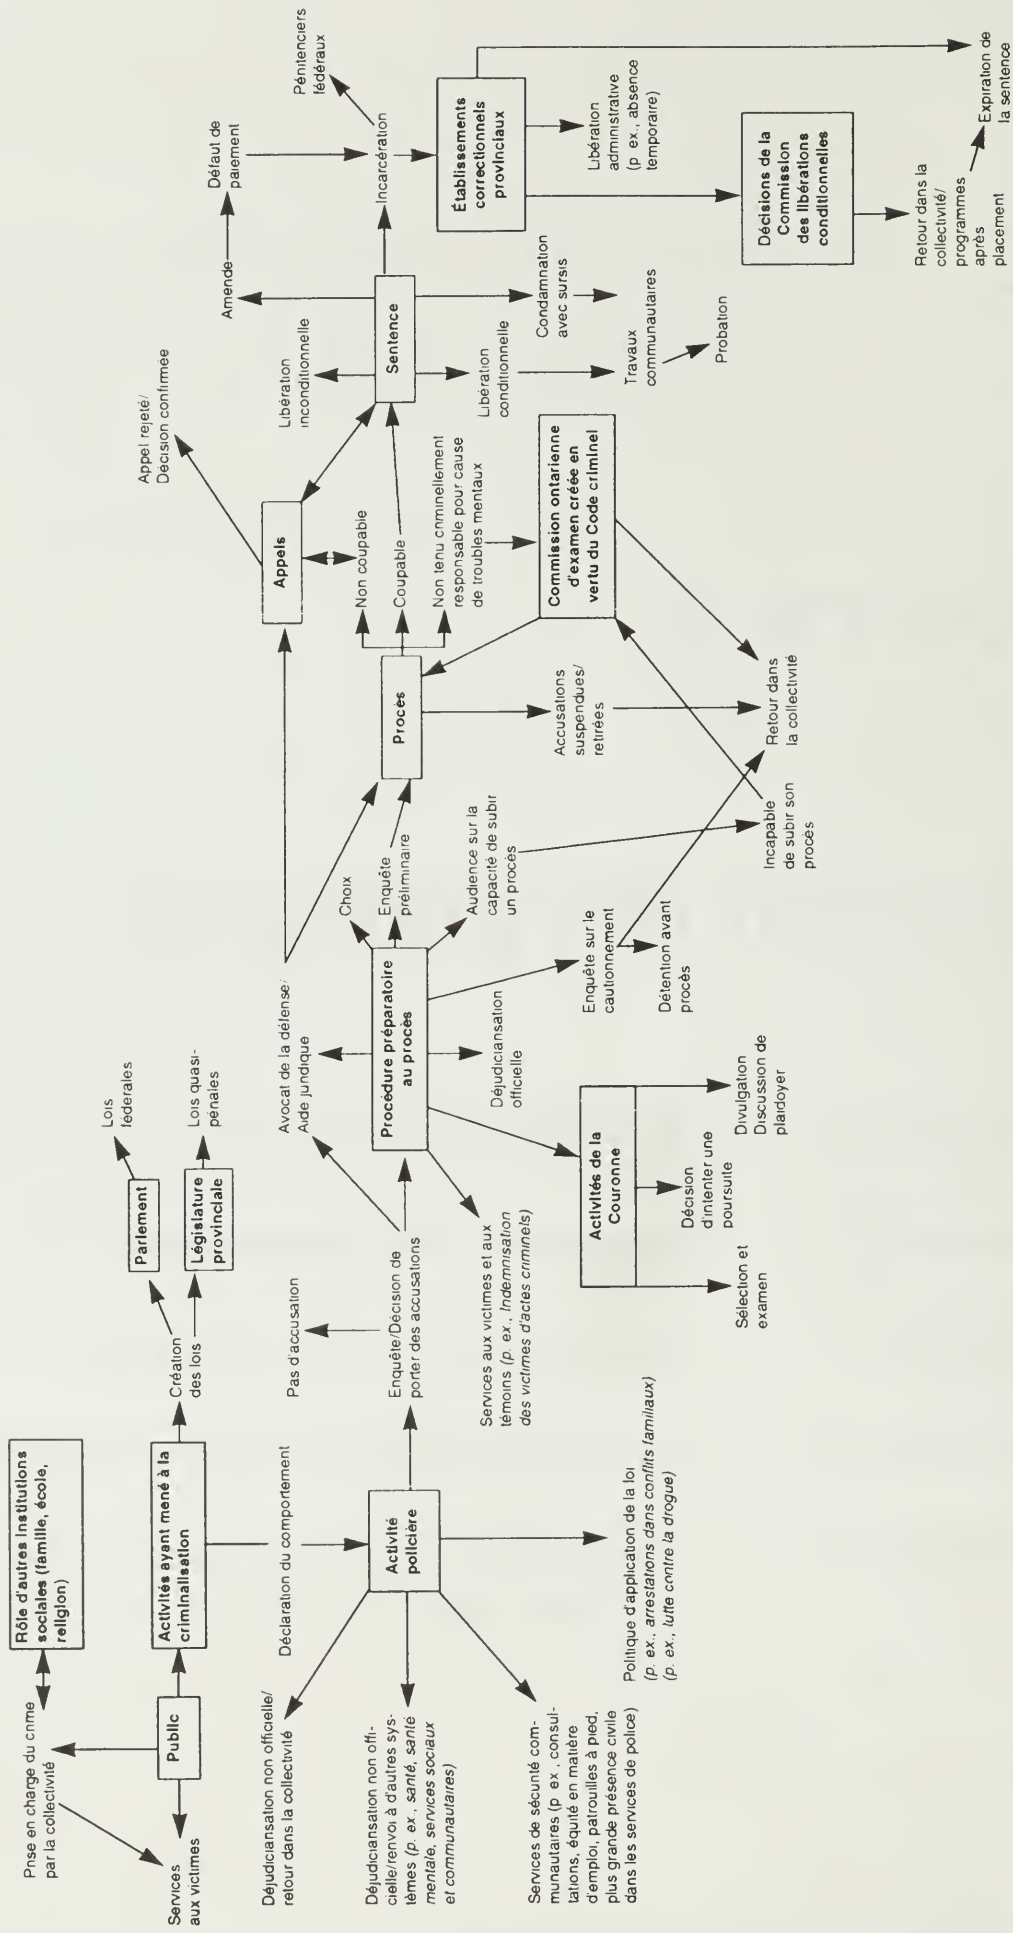 Prise en charge du crime
par la collectivité
Rôle d'autres institutions
sociales (famille, école,
religion)
Services
aux victimes
Public
Activités ayant mené à la
criminalisation
Création
des lois
Parlement
Lois
fédérales
Législature
provinciale
Lois quasi-
pénales
Déclaration du comportement
Déjudiciarisation non officielle/
retour dans la collectivité
Déjudiciarisation non offi-
cielle/renvoi à d'autres sys-
tèmes (p. ex., santé, santé
mentale, services sociaux
et communautaires)
Services de sécurité com-
munautaires (p. ex., consul-
tations, équité en matière
d'emploi, patrouilles à pied,
plus grande présence civile
dans les services de police)
Activité
policière
Politique d'application de la loi
(p. ex., arrestations dans conflits familiaux)
(p. ex., lutte contre la drogue)
Pas d'accusation
Enquête/Décision de
porter des accusations
Services aux victimes et aux
témoins (p. ex., Indemnisation
des victimes d'actes criminels)
Avocat de la défense/
Aide juridique
Procédure préparatoire
au procès
Choix
Enquête
préliminaire
Audience sur la
capacité de subir
un procès
Déjudiciarisation
officielle
Enquête sur le
cautionnement
Détention avant
procès
Activités de la
Couronne
Sélection et
examen
Décision
d'intenter une
poursuite
Divulgation
Discussion de
plaidoyer
Incapable
de subir son
procès
Retour dans
la collectivité
Procès
Accusations
suspendues/
retirées
Appels
Appel rejeté/
Décision confirmée
Non coupable
Coupable
Non tenu criminellement
responsable pour cause
de troubles mentaux
Commission ontarienne
d'examen créée en
vertu du Code criminel
Sentence
Libération
inconditionnelle
Libération
conditionnelle
Amende
Défaut de
paiement
Condamnation
avec sursis
Travaux
communautaires
Probation
Incarcération
Pénitenciers
fédéraux
Établissements
correctionnels
provinciaux
Libération
administrative
(p. ex., absence
temporaire)
Décisions de la
Commission
des libérations
conditionnelles
Retour dans la
collectivité/
programmes
après
placement
Expiration de
la sentence